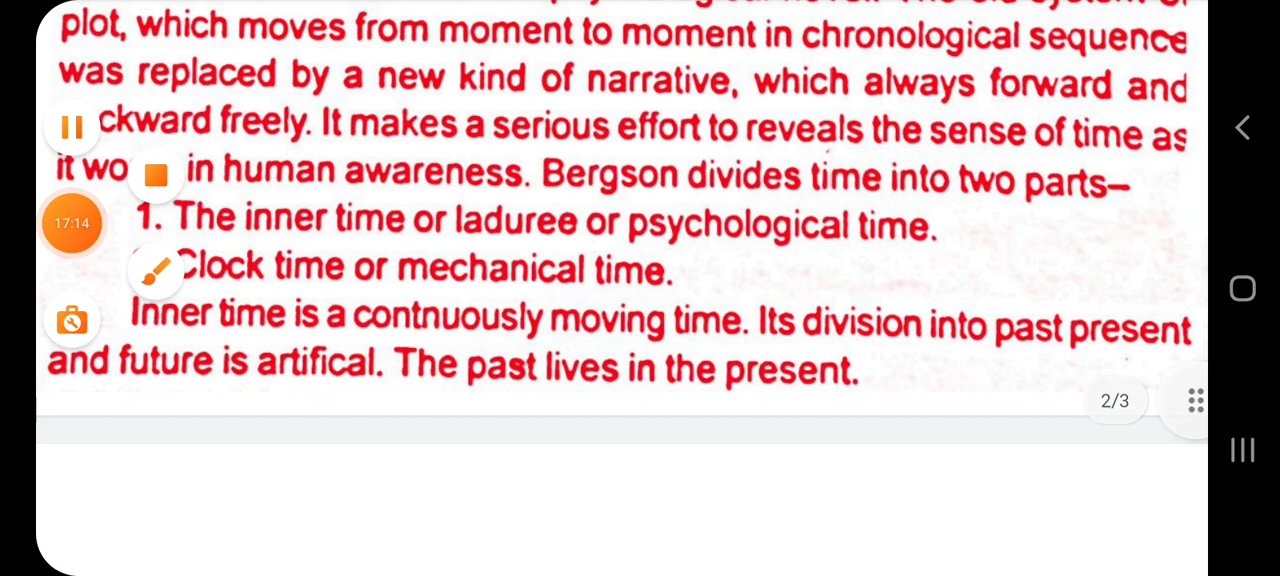 plot, which moves from moment to moment in chronological sequence
was replaced by a new kind of narrative, which always forward and
ckward freely. It makes a serious effort to reveals the sense of time as
it wo in human awareness. Bergson divides time into two parts–
1. The inner time or laduree or psychological time.
Clock time or mechanical time.
Inner time is a contnuously moving time. Its division into past present
and future is artifical. The past lives in the present.
17:14
2/3